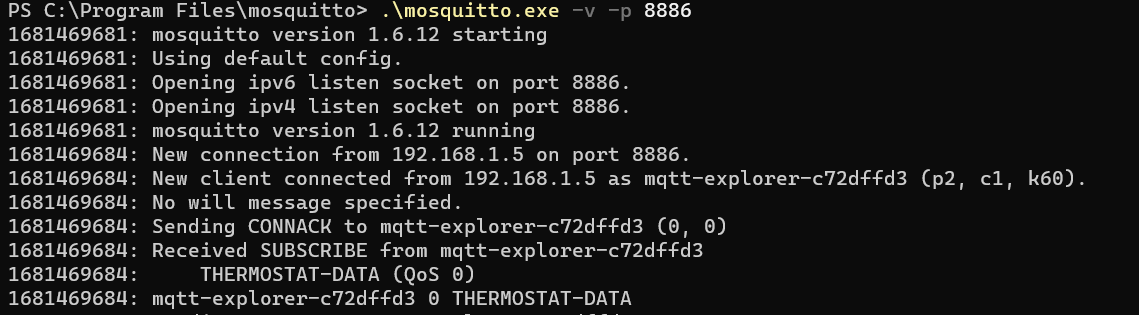 PS C:\Program Files\mosquitto> .\mosquitto.exe -v -p 8886
1681469681: mosquitto version 1.6.12 starting
1681469681: Using default config.
1681469681: Opening ipv6 listen socket on port 8886.
1681469681: Opening ipv4 listen socket on port 8886.
1681469681: mosquitto version 1.6.12 running
1681469684: New connection from 192.168.1.5 on port 8886.
1681469684: New client connected from 192.168.1.5 as mqtt-explorer-c72dffd3 (p2, c1, k60).
1681469684: No will message specified.
1681469684: Sending CONNACK to mqtt-explorer-c72dffd3 (0, 0)
1681469684: Received SUBSCRIBE from mqtt-explorer-c72dffd3
1681469684:     THERMOSTAT-DATA (QoS 0)
1681469684: mqtt-explorer-c72dffd3 0 THERMOSTAT-DATA